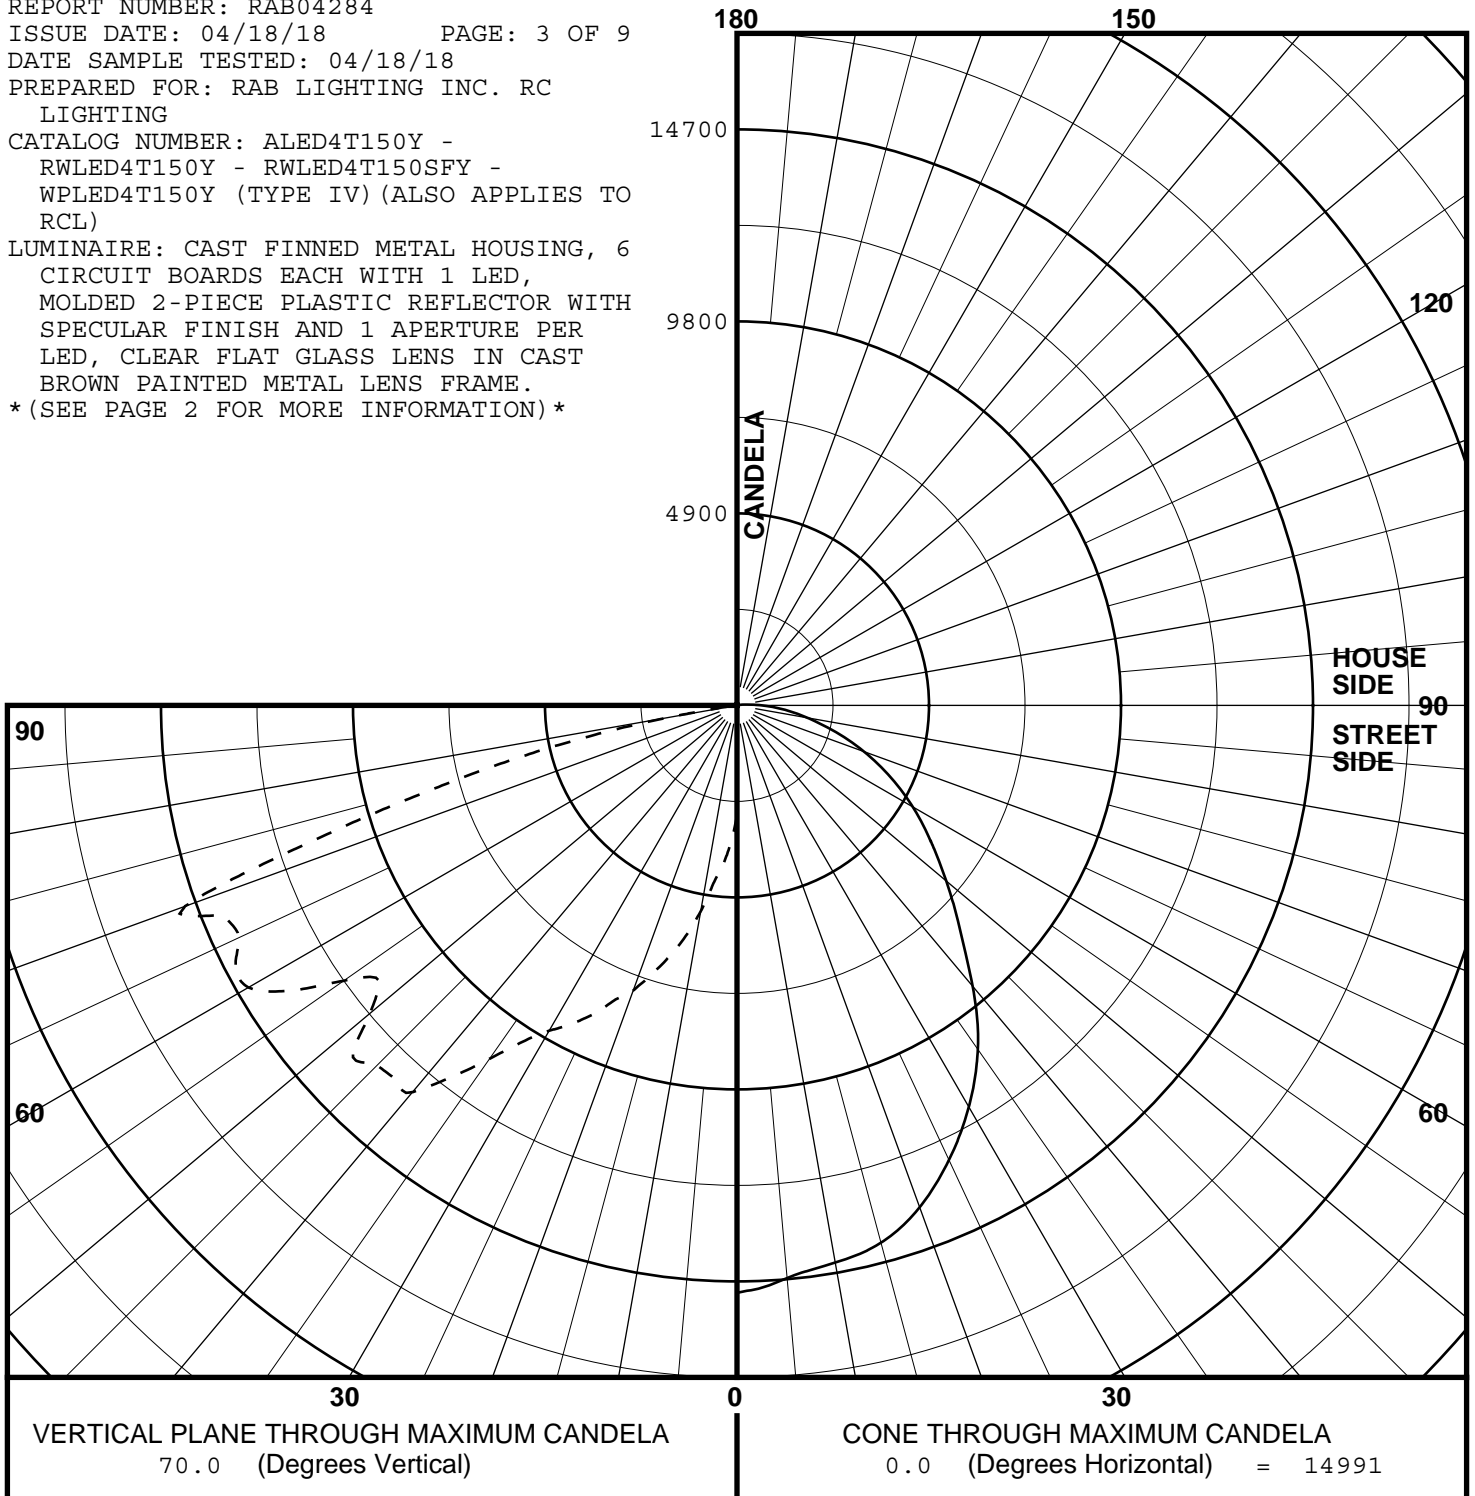 REPORT NUMBER: RAB04284
ISSUE DATE: 04/18/18 PAGE: 3 OF 9
DATE SAMPLE TESTED: 04/18/18
PREPARED FOR: RAB LIGHTING INC. RC
LIGHTING
CATALOG NUMBER: ALED4T150Y -
RWLED4T150Y - RWLED4T150SFY -
WPLED4T150Y (TYPE IV)(ALSO APPLIES TO
RCL)
LUMINAIRE: CAST FINNED METAL HOUSING, 6
CIRCUIT BOARDS EACH WITH 1 LED,
MOLDED 2-PIECE PLASTIC REFLECTOR WITH
SPECULAR FINISH AND 1 APERTURE PER
LED, CLEAR FLAT GLASS LENS IN CAST
BROWN PAINTED METAL LENS FRAME.
*(SEE PAGE 2 FOR MORE INFORMATION)*
180
150
14700
120
9800
CANDELA
4900
HOUSE
SIDE
90
90
STREET
SIDE
60
60
30
0
30
VERTICAL PLANE THROUGH MAXIMUM CANDELA
70.0 (Degrees Vertical)
CONE THROUGH MAXIMUM CANDELA
0.0 (Degrees Horizontal) = 14991